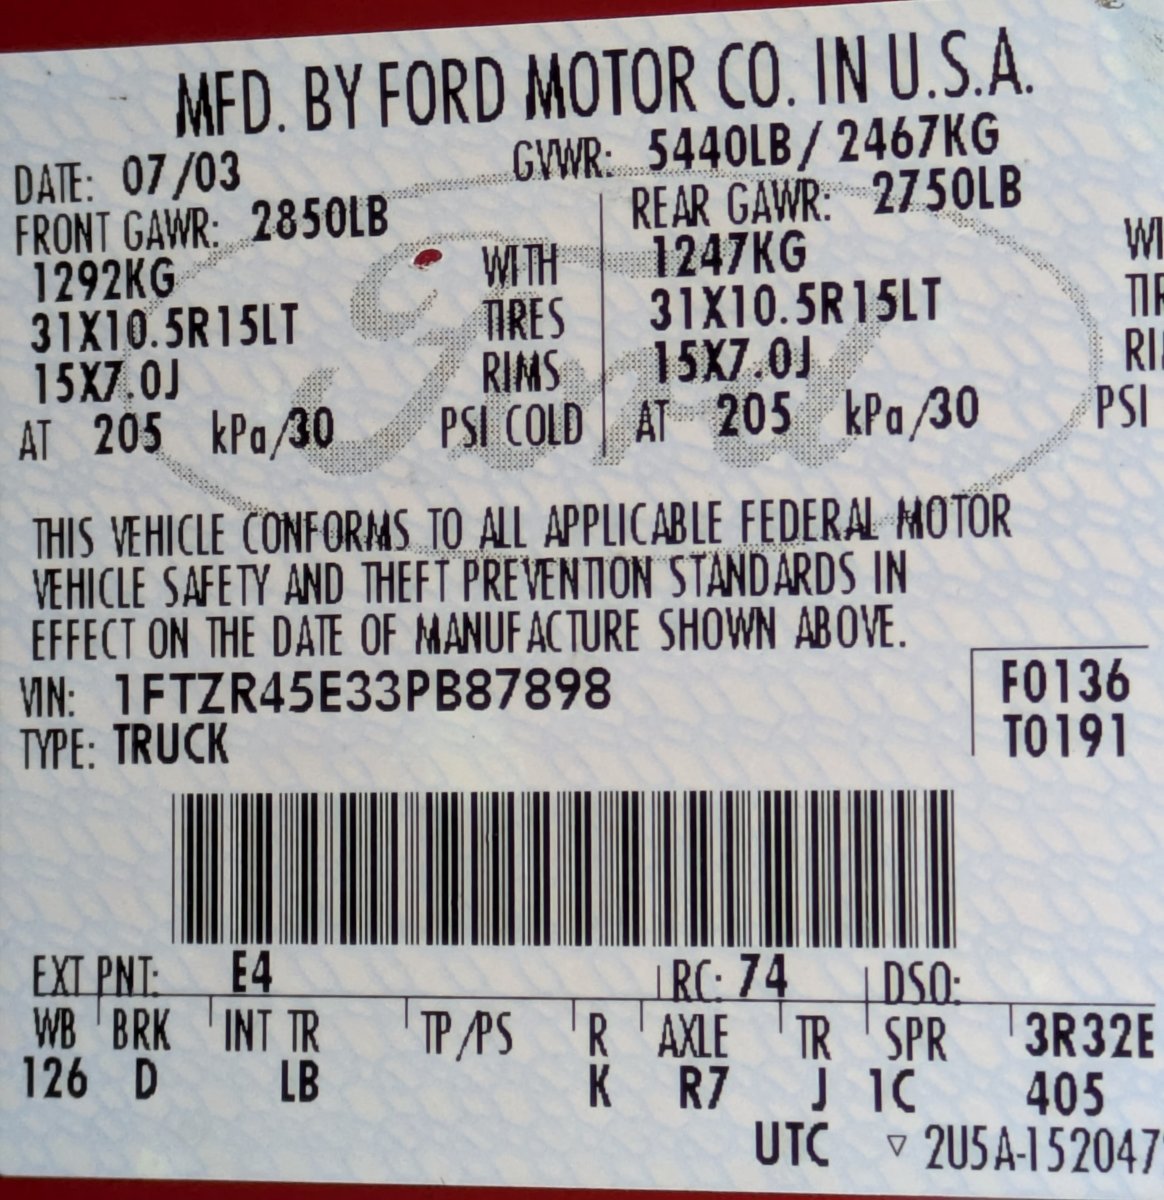 MFD. BY FORD MOTOR CO. IN U.S.A.
DATE: 07/03 GVWR: 5440LB / 2467KG
FRONT GAWR: 2850LB REAR GAWR: 2750LB
1292KG WITH 1247KG
31X10.5R15LT TIRES 31X10.5R15LT
15X7.0J RIMS 15X7.0J
AT 205 kPa/30 PSI COLD AT 205 kPa/30 PSI
THIS VEHICLE CONFORMS TO ALL APPLICABLE FEDERAL MOTOR
VEHICLE SAFETY AND THEFT PREVENTION STANDARDS IN
EFFECT ON THE DATE OF MANUFACTURE SHOWN ABOVE.
VIN: 1FTZR45E33PB87898 F0136
TYPE: TRUCK T0191
EXT PNT: E4 RC: 74 DSO:
WB BRK INT TR TP/PS R AXLE TR SPR 3R32E
126 D LB K R7 J 1C 405
UTC ▽ 2U5A-152047
Ford